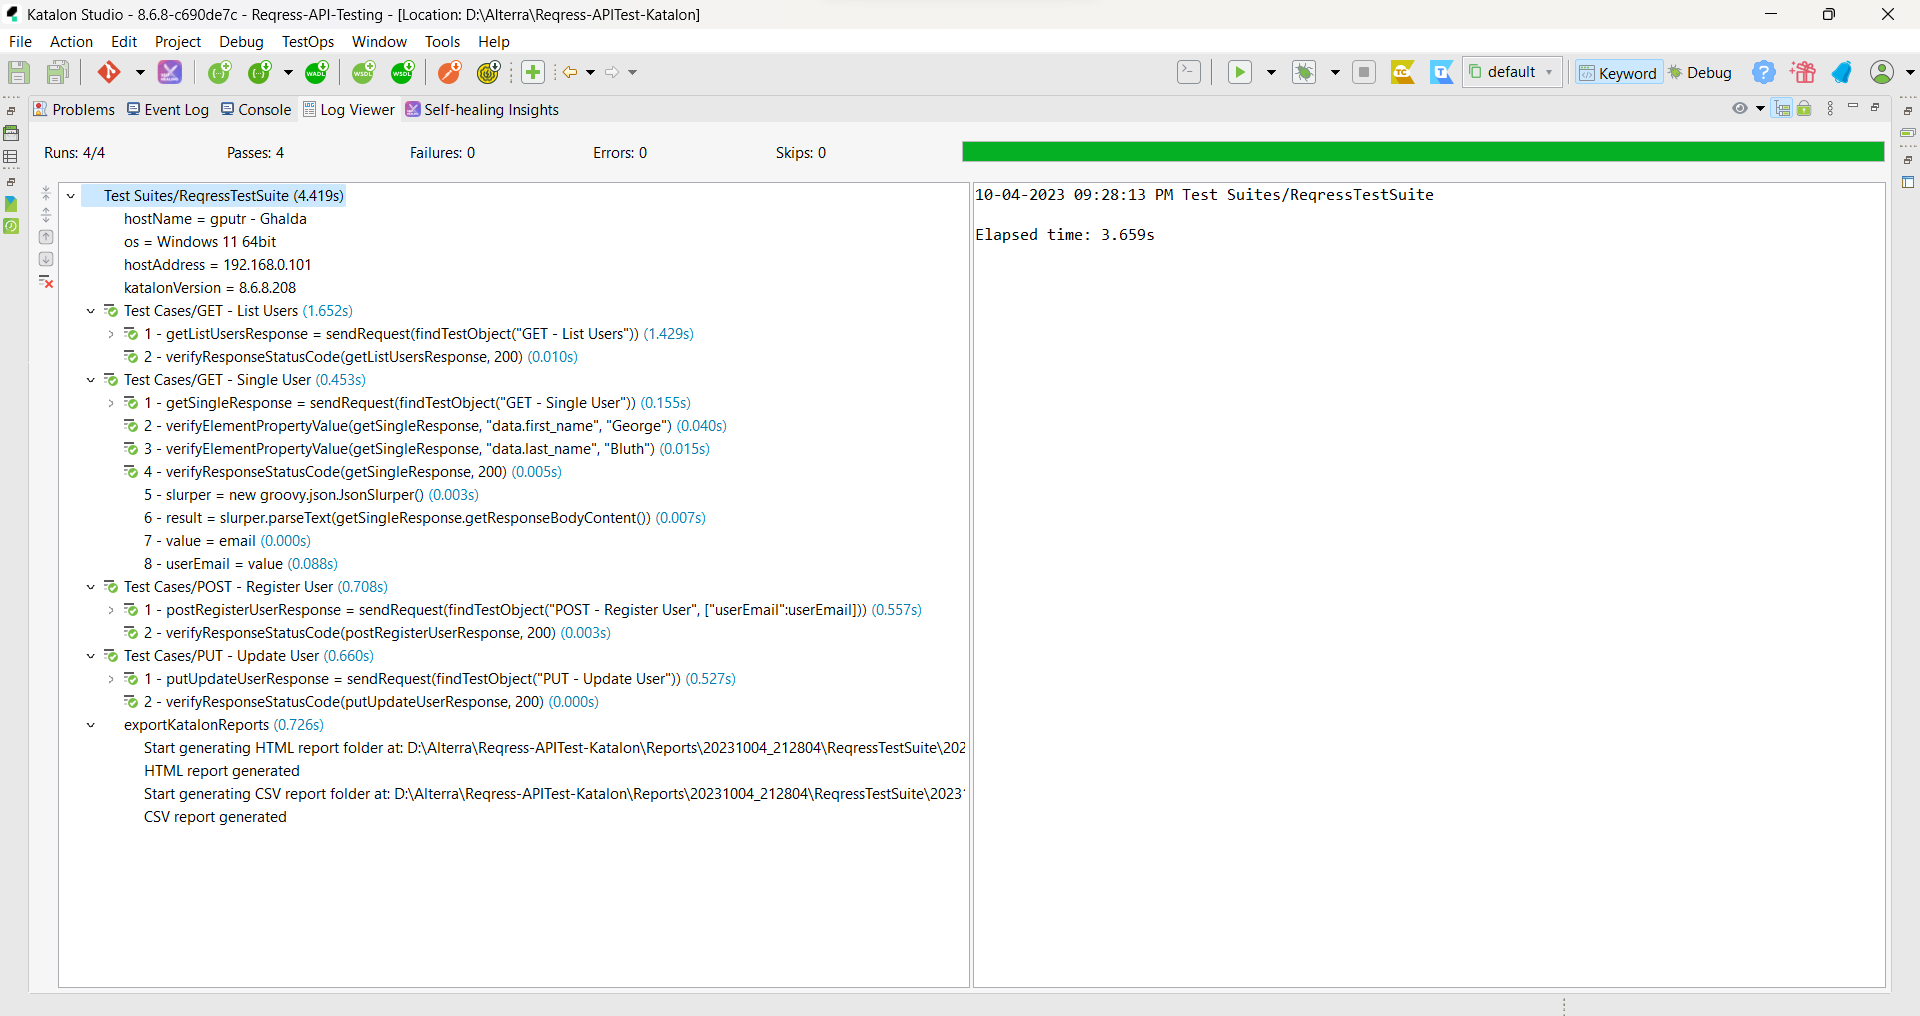 Katalon Studio - 8.6.8-c690de7c - Reqress-API-Testing - [Location: D:\Alterra\Reqress-APITest-Katalon]
File Action Edit Project Debug TestOps Window Tools Help
WADL WSDL WSDL TC T default Keyword Debug
Problems Event Log Console Log Viewer Self-healing Insights
Runs: 4/4 Passes: 4 Failures: 0 Errors: 0 Skips: 0
Test Suites/ReqressTestSuite (4.419s)
hostName = gputr - Ghalda
os = Windows 11 64bit
hostAddress = 192.168.0.101
katalonVersion = 8.6.8.208
Test Cases/GET - List Users (1.652s)
1 - getListUsersResponse = sendRequest(findTestObject("GET - List Users")) (1.429s)
2 - verifyResponseStatusCode(getListUsersResponse, 200) (0.010s)
Test Cases/GET - Single User (0.453s)
1 - getSingleResponse = sendRequest(findTestObject("GET - Single User")) (0.155s)
2 - verifyElementPropertyValue(getSingleResponse, "data.first_name", "George") (0.040s)
3 - verifyElementPropertyValue(getSingleResponse, "data.last_name", "Bluth") (0.015s)
4 - verifyResponseStatusCode(getSingleResponse, 200) (0.005s)
5 - slurper = new groovy.json.JsonSlurper() (0.003s)
6 - result = slurper.parseText(getSingleResponse.getResponseBodyContent()) (0.007s)
7 - value = email (0.000s)
8 - userEmail = value (0.088s)
Test Cases/POST - Register User (0.708s)
1 - postRegisterUserResponse = sendRequest(findTestObject("POST - Register User", ["userEmail":userEmail])) (0.557s)
2 - verifyResponseStatusCode(postRegisterUserResponse, 200) (0.003s)
Test Cases/PUT - Update User (0.660s)
1 - putUpdateUserResponse = sendRequest(findTestObject("PUT - Update User")) (0.527s)
2 - verifyResponseStatusCode(putUpdateUserResponse, 200) (0.000s)
exportKatalonReports (0.726s)
Start generating HTML report folder at: D:\Alterra\Reqress-APITest-Katalon\Reports\20231004_212804\ReqressTestSuite\202
HTML report generated
Start generating CSV report folder at: D:\Alterra\Reqress-APITest-Katalon\Reports\20231004_212804\ReqressTestSuite\2023
CSV report generated
10-04-2023 09:28:13 PM Test Suites/ReqressTestSuite
Elapsed time: 3.659s